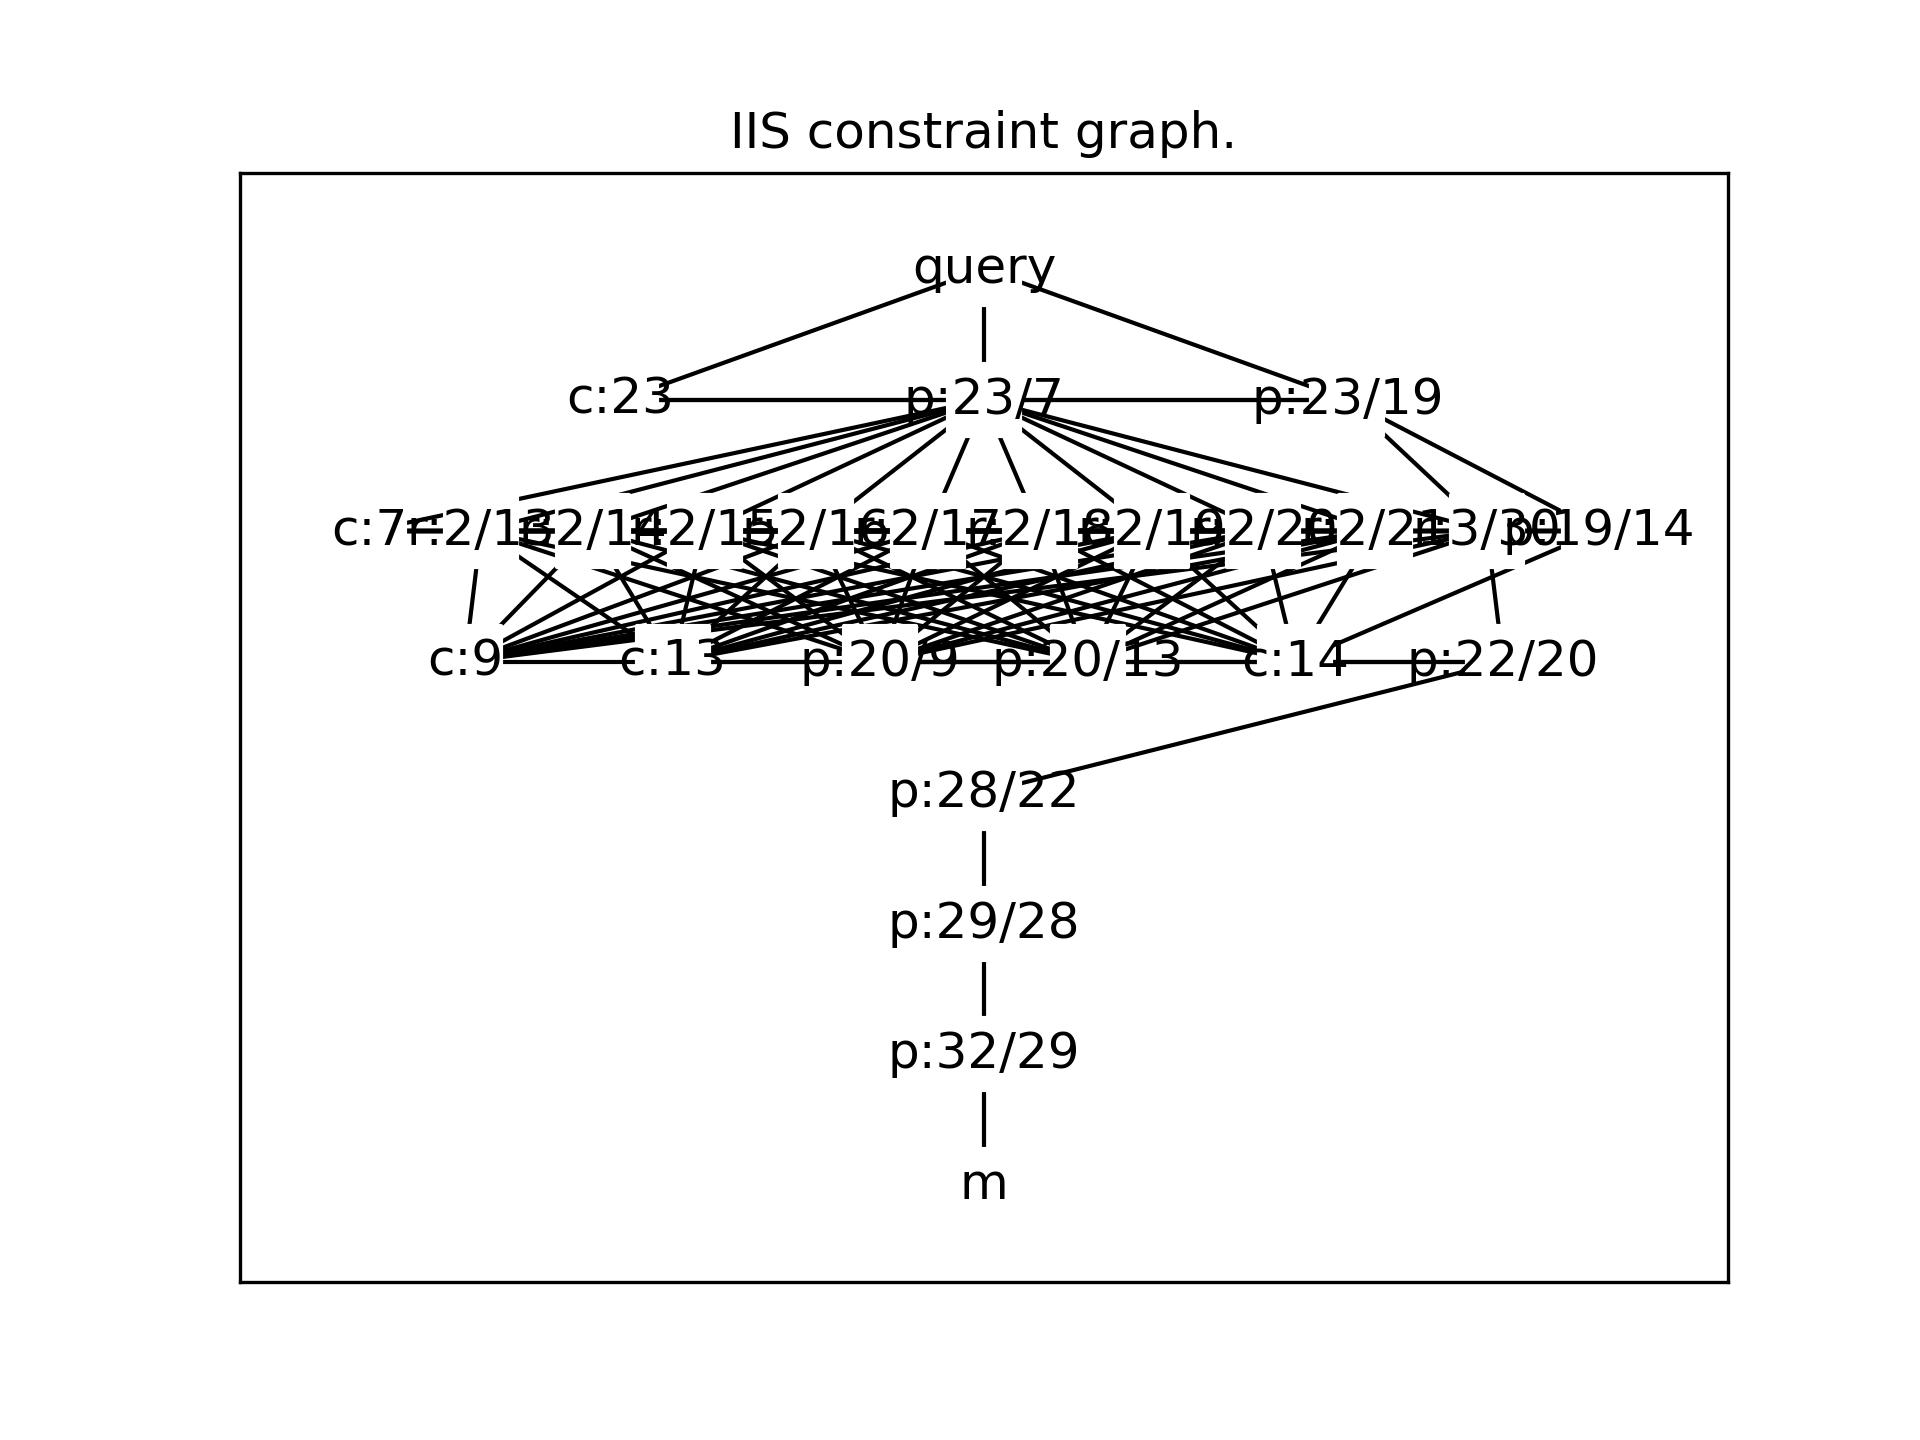 IIS constraint graph.
query
c:23 p:23/7 p:23/19
c:7 r:2/13 2/14 2/15 2/16 2/17 2/18 2/19 2/20 2/21 3/30 p:19/14
c:9 c:13 p:20/9 p:20/13 c:14 p:22/20
p:28/22
p:29/28
p:32/29
m